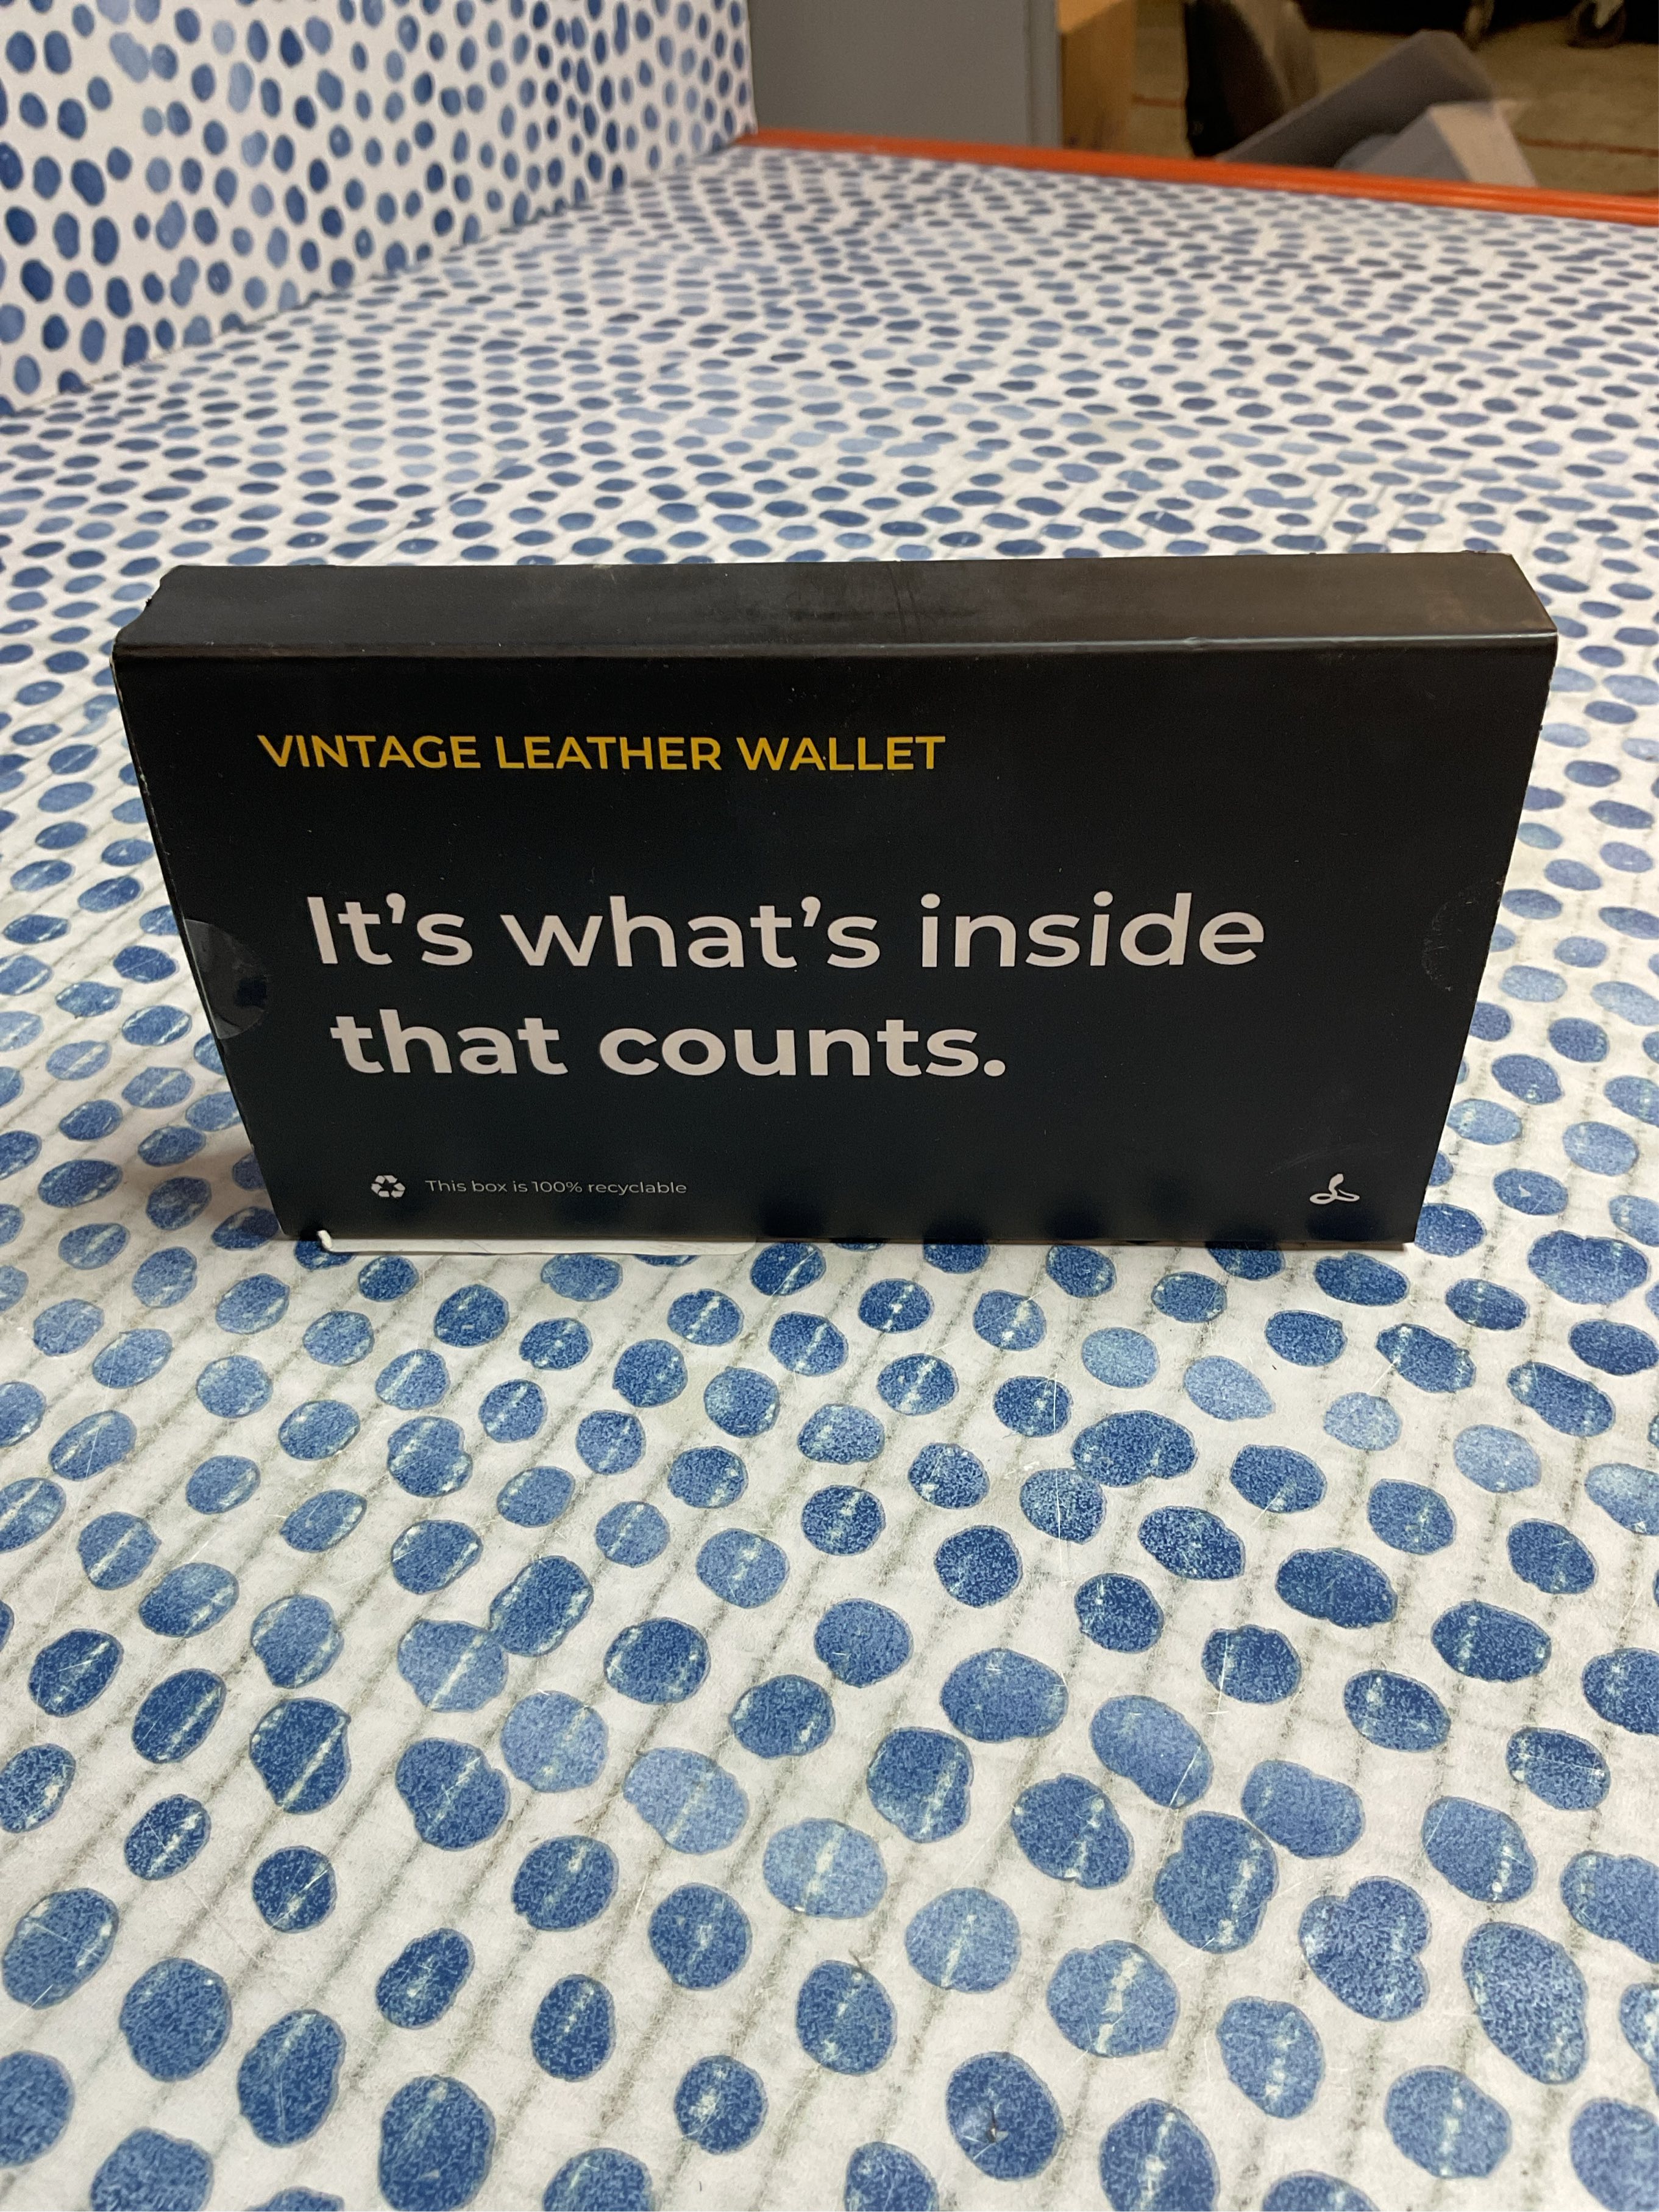 VINTAGE LEATHER WALLET
It’s what’s inside
that counts.
This box is 100% recyclable